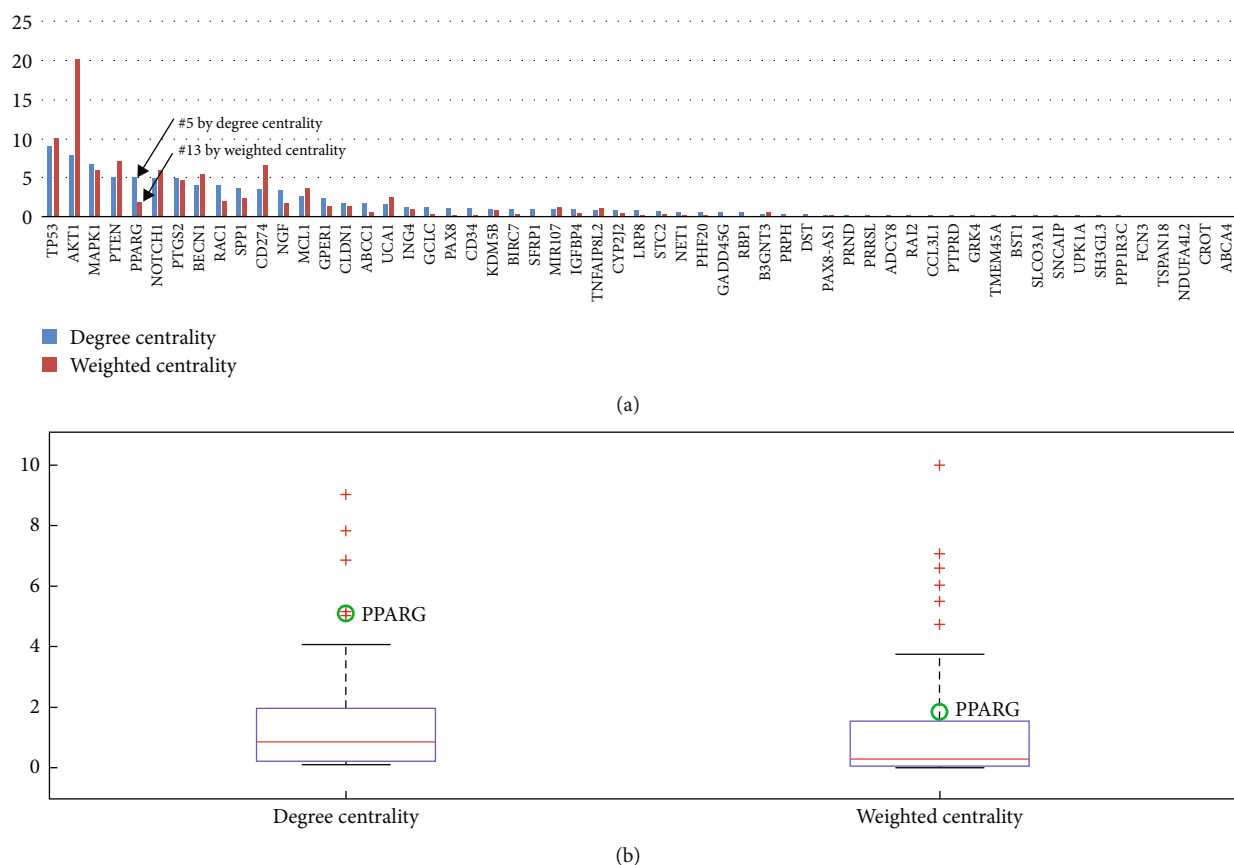 25
20
15
10
5
0
#5 by degree centrality
#13 by weighted centrality
TP53
AKT1
MAPK1
PTEN
PPARG
NOTCH1
PTGS2
BECN1
RAC1
SPP1
CD274
NGF
MCL1
GPER1
CLDN1
ABCC1
UCA1
ING4
GCLC
PAX8
CD34
KDM5B
BIRC7
SFRP1
MIR107
IGFBP4
TNFAIP8L2
CYP2J2
LRP8
STC2
NET1
PHF20
GADD45G
RBP1
B3GNT3
PRPH
DST
PAX8-AS1
PRND
PRRSL
ADCY8
RAI2
CCL3L1
PTPRD
GRK4
TMEM45A
BST1
SLCO3A1
SNCAIP
UPK1A
SH3GL3
PPP1R3C
FCN3
TSPAN18
NDUFA4L2
CROT
ABCA4
Degree centrality
Weighted centrality
(a)
10
8
6
4
2
0
PPARG
PPARG
Degree centrality
Weighted centrality
(b)